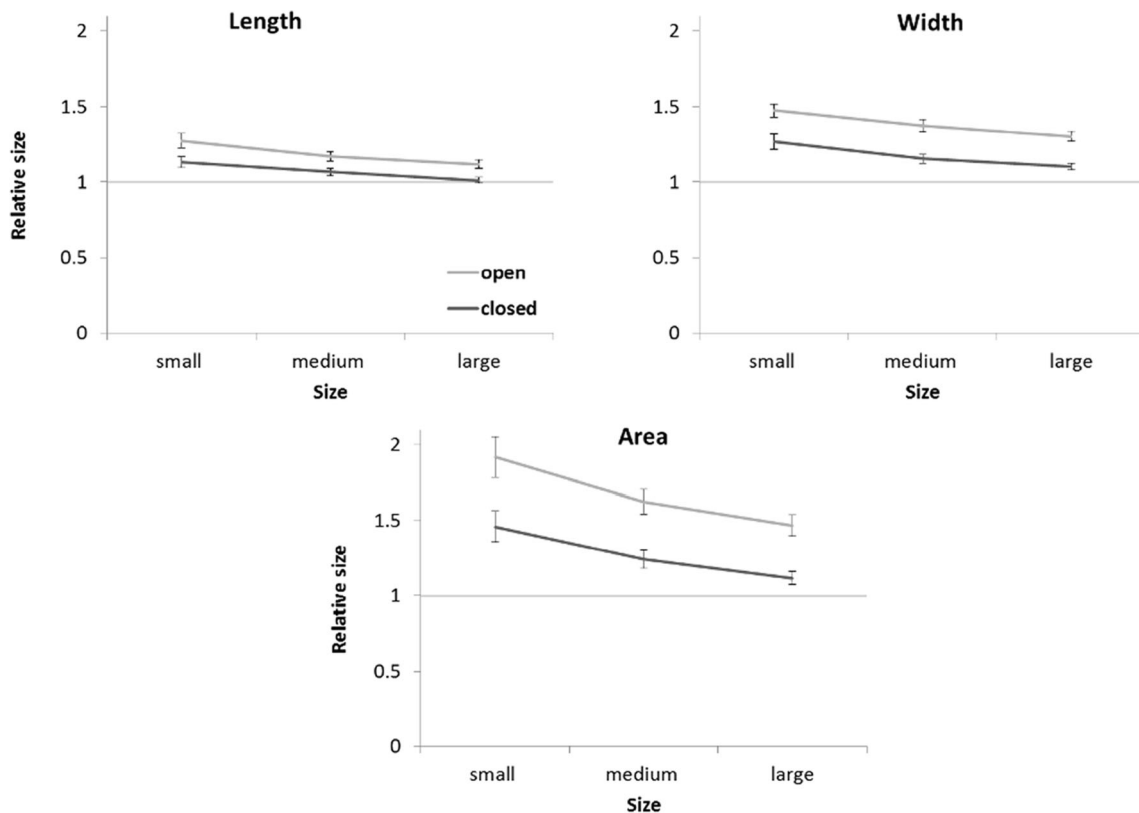 Length
2
1.5
1
0.5
0
Relative size
open
closed
small medium large
Size
Width
2
1.5
1
0.5
0
small medium large
Size
Area
2
1.5
1
0.5
0
Relative size
small medium large
Size